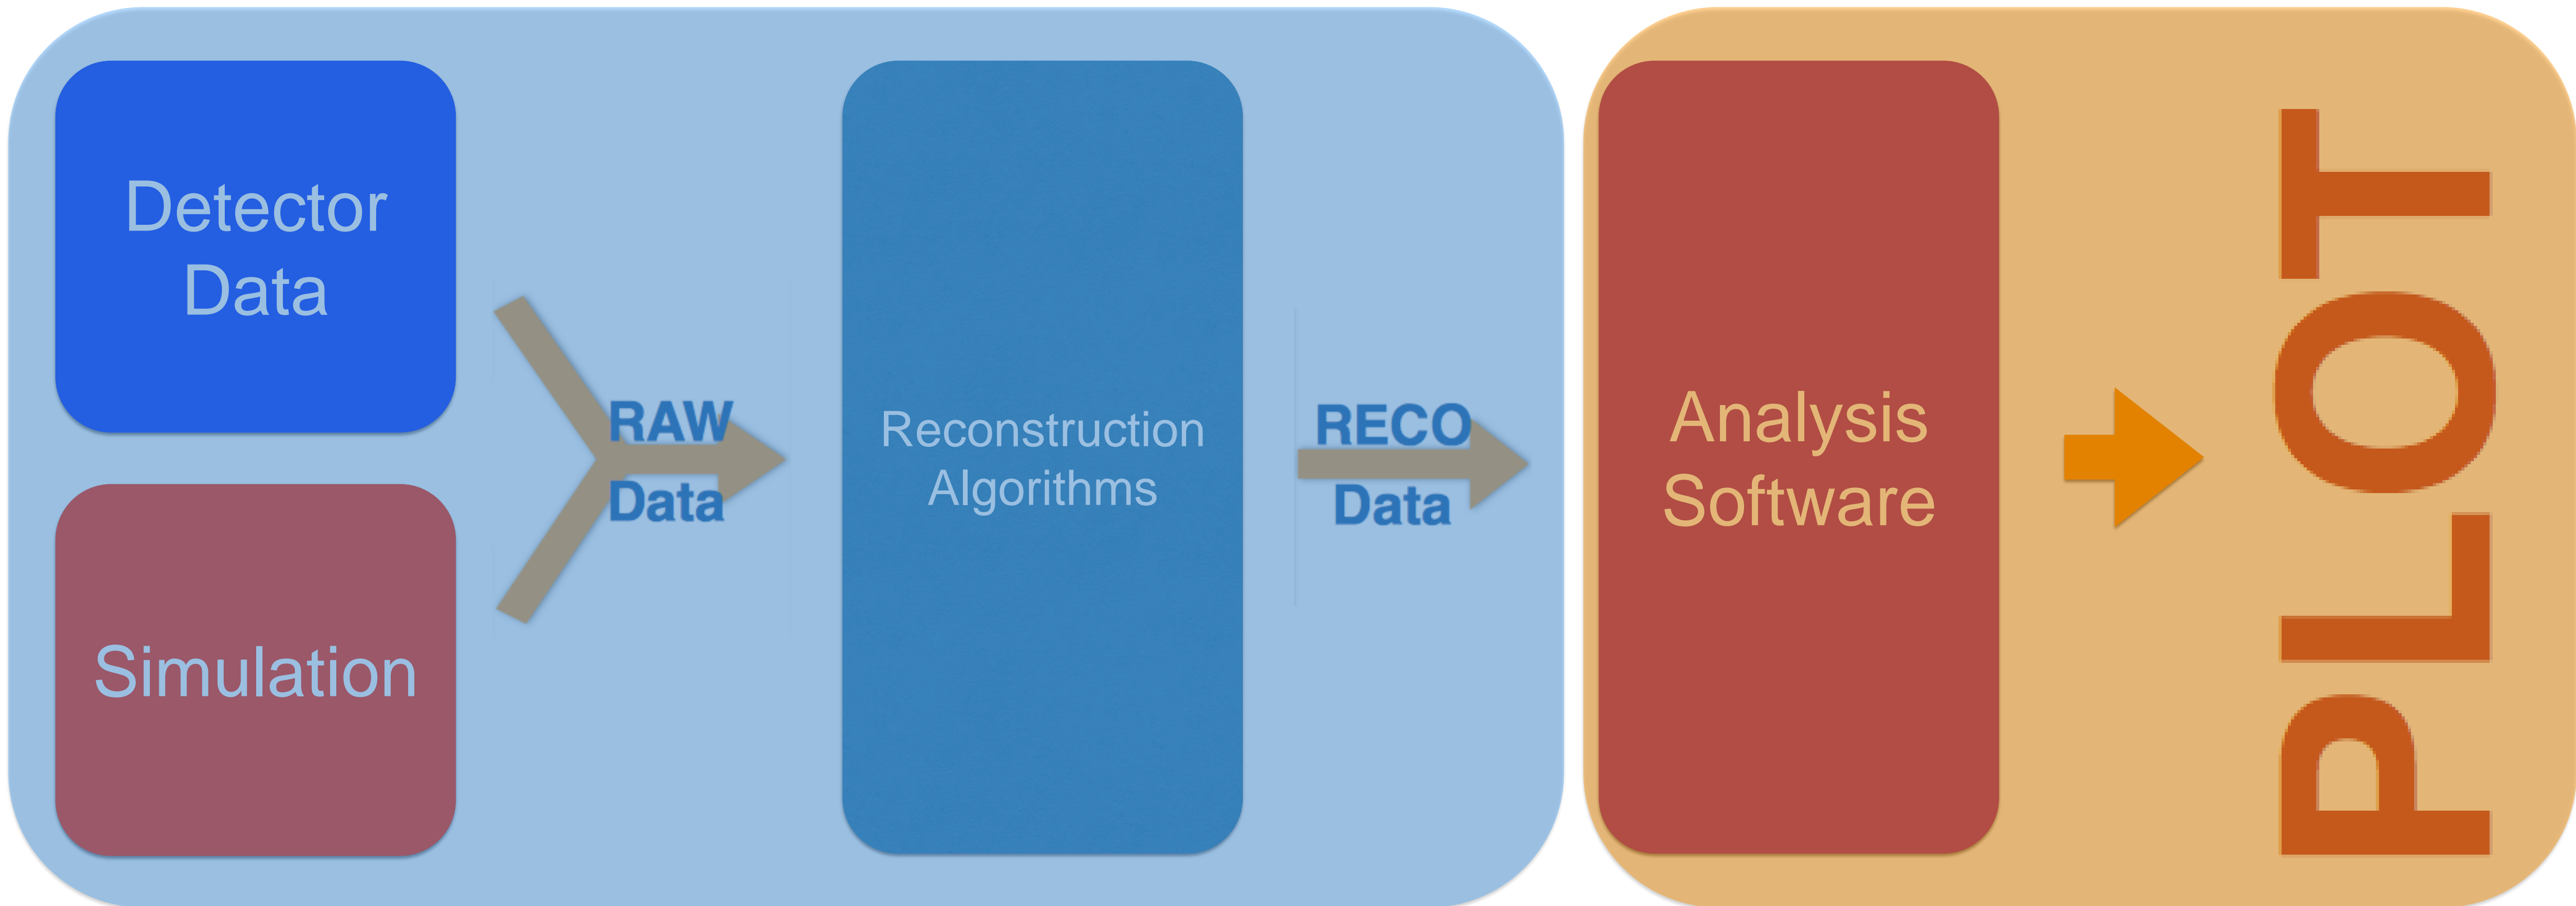 Detector
Data
Simulation
RAW
Data
Reconstruction
Algorithms
RECO
Data
Analysis
Software
PLOT